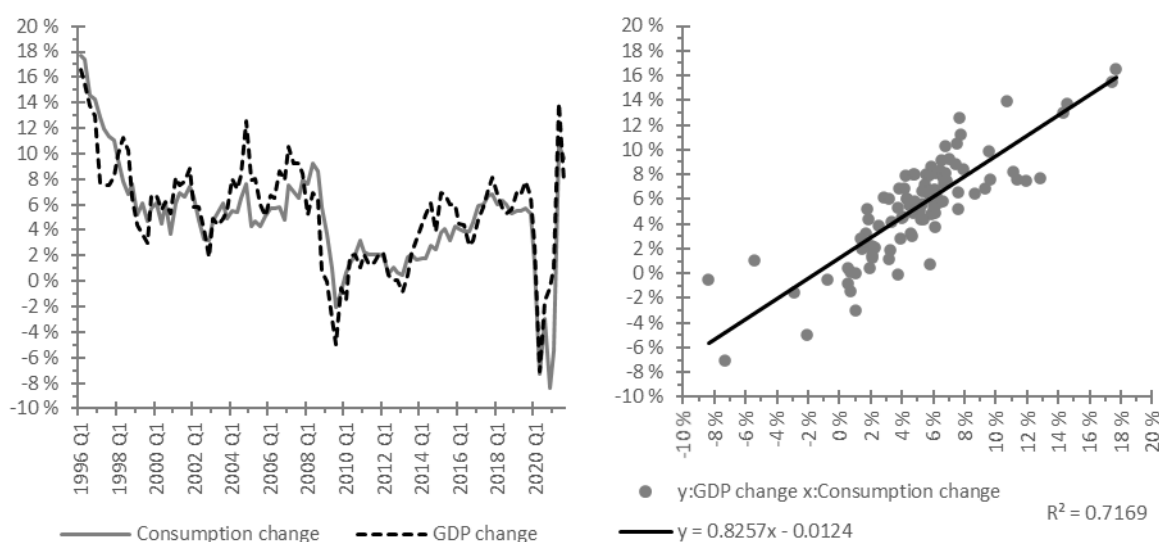 20 %
18 %
16 %
14 %
12 %
10 %
8 %
6 %
4 %
2 %
0 %
-2 %
-4 %
-6 %
-8 %
-10 %
1996 Q1
1998 Q1
2000 Q1
2002 Q1
2004 Q1
2006 Q1
2008 Q1
2010 Q1
2012 Q1
2014 Q1
2016 Q1
2018 Q1
2020 Q1
Consumption change
GDP change
20 %
18 %
16 %
14 %
12 %
10 %
8 %
6 %
4 %
2 %
0 %
-2 %
-4 %
-6 %
-8 %
-10 %
-10 %
-8 %
-6 %
-4 %
-2 %
0 %
2 %
4 %
6 %
8 %
10 %
12 %
14 %
16 %
18 %
20 %
y:GDP change x:Consumption change
R² = 0.7169
y = 0.8257x - 0.0124